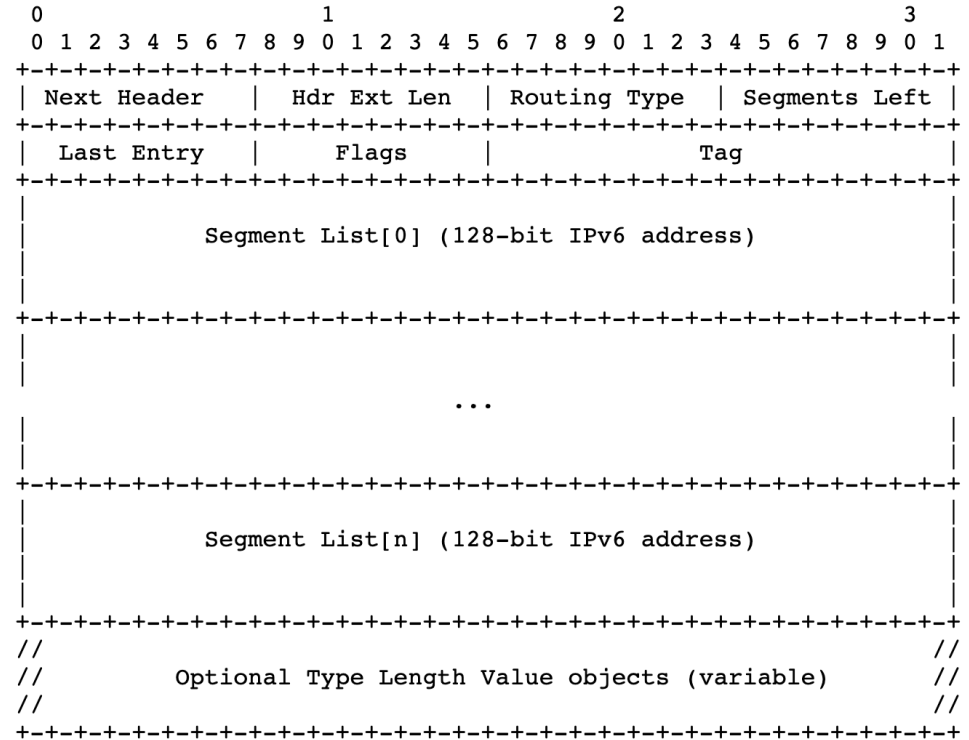 0                   1                   2                   3
 0 1 2 3 4 5 6 7 8 9 0 1 2 3 4 5 6 7 8 9 0 1 2 3 4 5 6 7 8 9 0 1
+-+-+-+-+-+-+-+-+-+-+-+-+-+-+-+-+-+-+-+-+-+-+-+-+-+-+-+-+-+-+-+-+
| Next Header   |  Hdr Ext Len  | Routing Type  | Segments Left |
+-+-+-+-+-+-+-+-+-+-+-+-+-+-+-+-+-+-+-+-+-+-+-+-+-+-+-+-+-+-+-+-+
|  Last Entry   |     Flags     |              Tag              |
+-+-+-+-+-+-+-+-+-+-+-+-+-+-+-+-+-+-+-+-+-+-+-+-+-+-+-+-+-+-+-+-+
|                                                               |
|            Segment List[0] (128-bit IPv6 address)             |
|                                                               |
|                                                               |
+-+-+-+-+-+-+-+-+-+-+-+-+-+-+-+-+-+-+-+-+-+-+-+-+-+-+-+-+-+-+-+-+
|                                                               |
|                                                               |
                              ...
|                                                               |
|                                                               |
+-+-+-+-+-+-+-+-+-+-+-+-+-+-+-+-+-+-+-+-+-+-+-+-+-+-+-+-+-+-+-+-+
|                                                               |
|            Segment List[n] (128-bit IPv6 address)             |
|                                                               |
|                                                               |
+-+-+-+-+-+-+-+-+-+-+-+-+-+-+-+-+-+-+-+-+-+-+-+-+-+-+-+-+-+-+-+-+
//                                                             //
//         Optional Type Length Value objects (variable)       //
//                                                             //
+-+-+-+-+-+-+-+-+-+-+-+-+-+-+-+-+-+-+-+-+-+-+-+-+-+-+-+-+-+-+-+-+